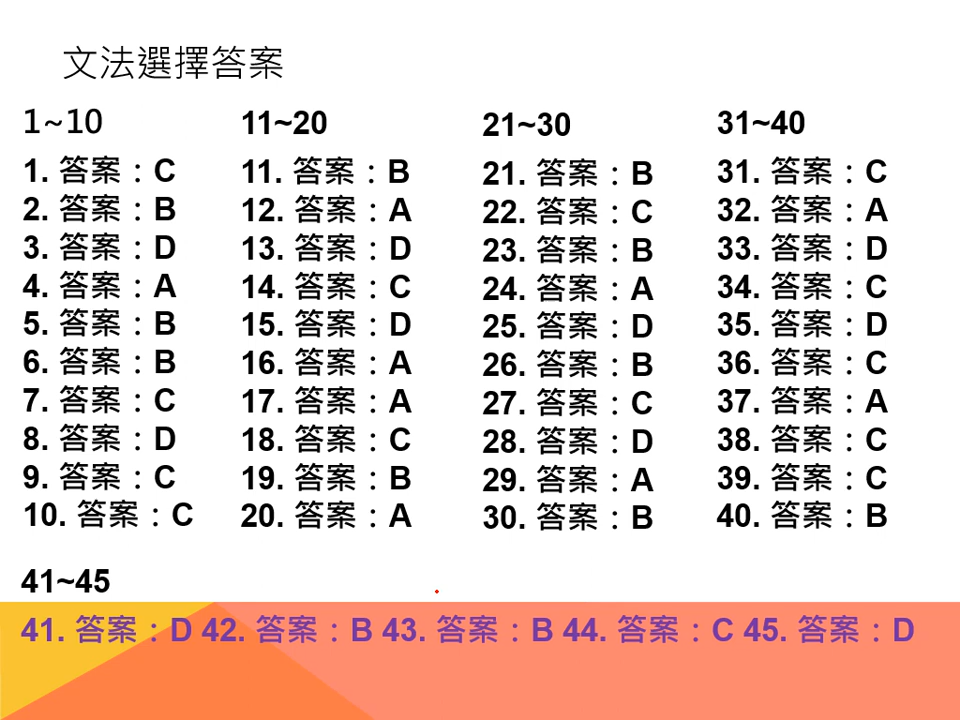 文法選擇答案
1~10
1. 答案：C
2. 答案：B
3. 答案：D
4. 答案：A
5. 答案：B
6. 答案：B
7. 答案：C
8. 答案：D
9. 答案：C
10. 答案：C
11~20
11. 答案：B
12. 答案：A
13. 答案：D
14. 答案：C
15. 答案：D
16. 答案：A
17. 答案：A
18. 答案：C
19. 答案：B
20. 答案：A
21~30
21. 答案：B
22. 答案：C
23. 答案：B
24. 答案：A
25. 答案：D
26. 答案：B
27. 答案：C
28. 答案：D
29. 答案：A
30. 答案：B
31~40
31. 答案：C
32. 答案：A
33. 答案：D
34. 答案：C
35. 答案：D
36. 答案：C
37. 答案：A
38. 答案：C
39. 答案：C
40. 答案：B
41~45
41. 答案：D 42. 答案：B 43. 答案：B 44. 答案：C 45. 答案：D